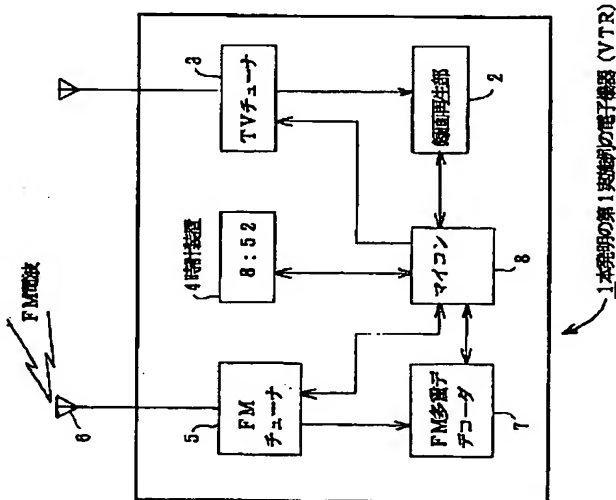 FM電波
6
5
FM
チューナ
4時計装置
8:52
3
TVチューナ
FM多重デ
デコーダ
7
マイコン
8
録画再生部
2
1本発明の第1実施例の電子機器(VTR)